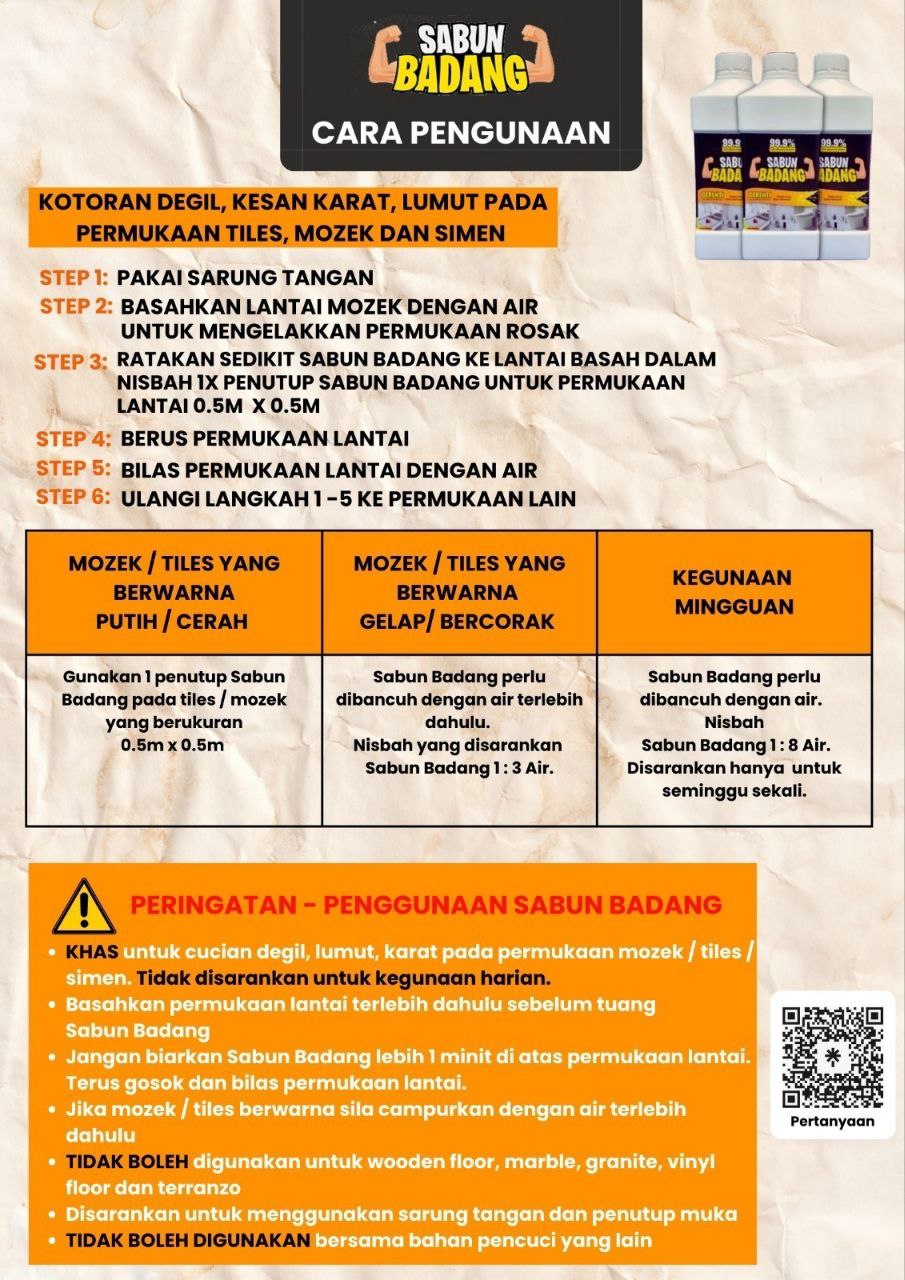 SABUN
BADANG
CARA PENGUNAAN
99.9%
99.9%
99.9%
SABUN
BADANG
SABUN
BADANG
KOTORAN DEGIL, KESAN KARAT, LUMUT PADA
PERMUKAAN TILES, MOZEK DAN SIMEN
STEP 1: PAKAI SARUNG TANGAN
STEP 2: BASAHKAN LANTAI MOZEK DENGAN AIR
UNTUK MENGELAKKAN PERMUKAAN ROSAK
STEP 3: RATAKAN SEDIKIT SABUN BADANG KE LANTAI BASAH DALAM
NISBAH 1X PENUTUP SABUN BADANG UNTUK PERMUKAAN
LANTAI 0.5M X 0.5M
STEP 4: BERUS PERMUKAAN LANTAI
STEP 5: BILAS PERMUKAAN LANTAI DENGAN AIR
STEP 6: ULANGI LANGKAH 1 -5 KE PERMUKAAN LAIN
MOZEK / TILES YANG
BERWARNA
PUTIH / CERAH
MOZEK / TILES YANG
BERWARNA
GELAP/ BERCORAK
KEGUNAAN
MINGGUAN
Gunakan 1 penutup Sabun
Badang pada tiles / mozek
yang berukuran
0.5m x 0.5m
Sabun Badang perlu
dibancuh dengan air terlebih
dahulu.
Nisbah yang disarankan
Sabun Badang 1 : 3 Air.
Sabun Badang perlu
dibancuh dengan air.
Nisbah
Sabun Badang 1 : 8 Air.
Disarankan hanya untuk
seminggu sekali.
PERINGATAN - PENGGUNAAN SABUN BADANG
• KHAS untuk cucian degil, lumut, karat pada permukaan mozek / tiles /
simen. Tidak disarankan untuk kegunaan harian.
• Basahkan permukaan lantai terlebih dahulu sebelum tuang
Sabun Badang
• Jangan biarkan Sabun Badang lebih 1 minit di atas permukaan lantai.
Terus gosok dan bilas permukaan lantai.
• Jika mozek / tiles berwarna sila campurkan dengan air terlebih
dahulu
• TIDAK BOLEH digunakan untuk wooden floor, marble, granite, vinyl
floor dan terranzo
• Disarankan untuk menggunakan sarung tangan dan penutup muka
• TIDAK BOLEH DIGUNAKAN bersama bahan pencuci yang lain
Pertanyaan